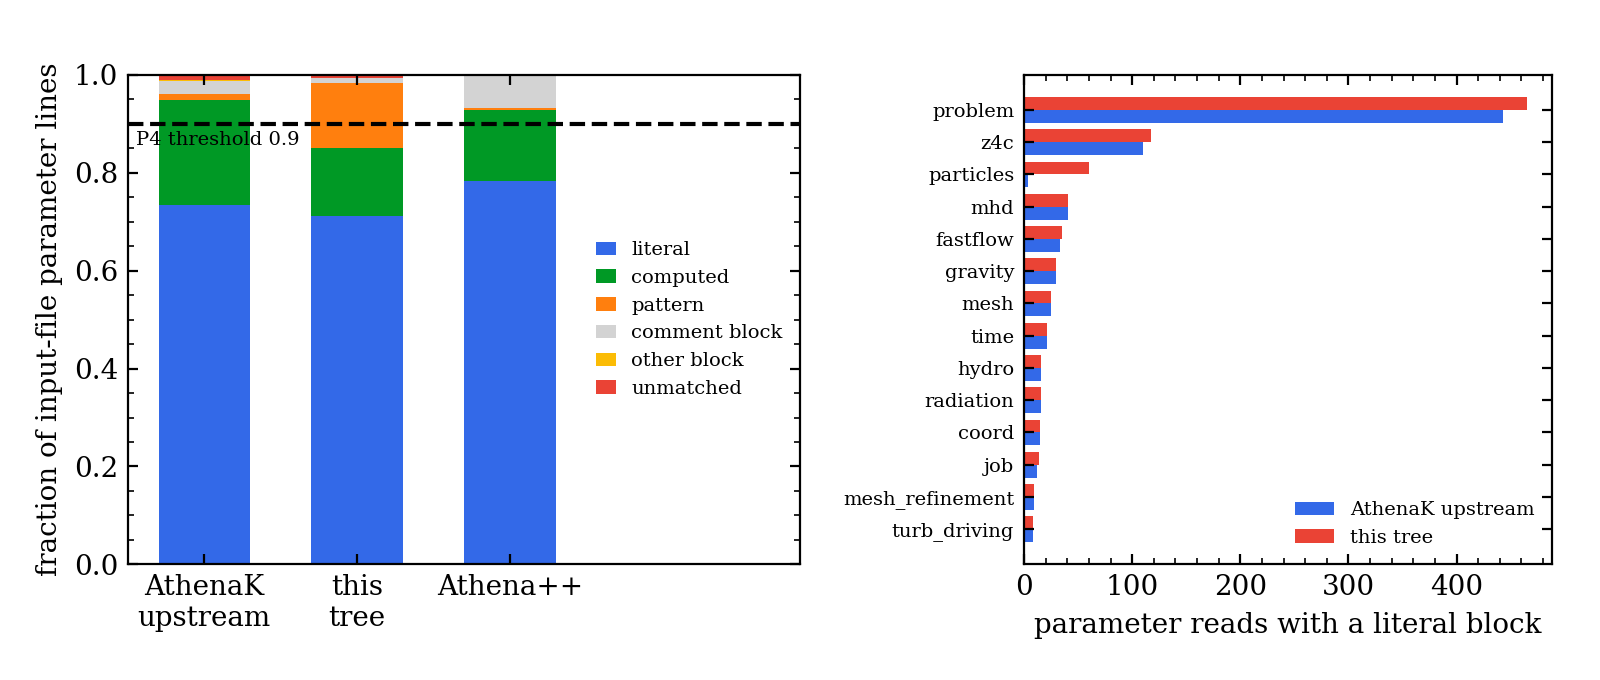 fraction of input-file parameter lines
1.0
0.8
0.6
0.4
0.2
0.0
P4 threshold 0.9
literal
computed
pattern
comment block
other block
unmatched
AthenaK
upstream
this
tree
Athena++
problem
z4c
particles
mhd
fastflow
gravity
mesh
time
hydro
radiation
coord
job
mesh_refinement
turb_driving
AthenaK upstream
this tree
0 100 200 300 400
parameter reads with a literal block